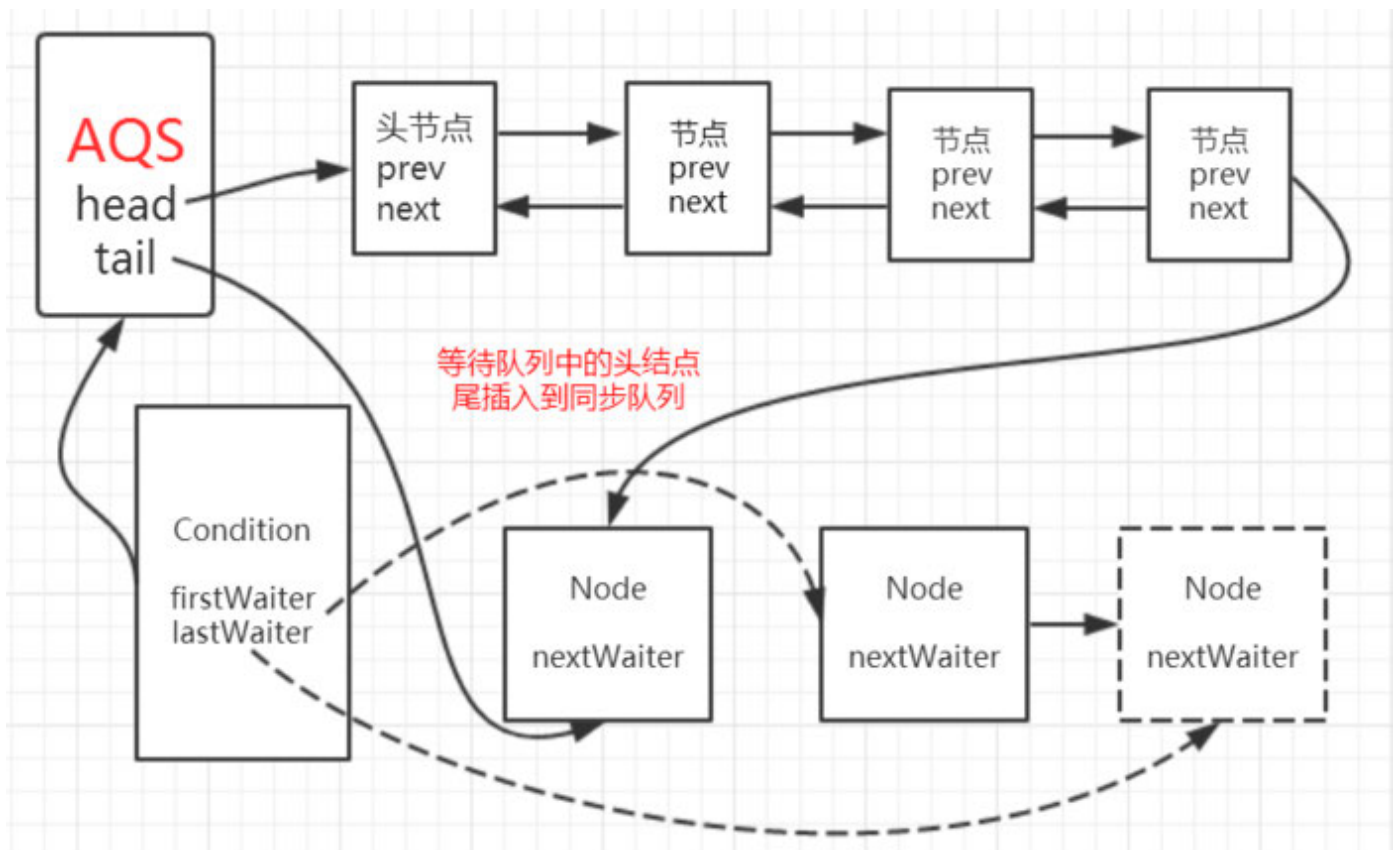 AQS
head
tail
头节点
prev
next
节点
prev
next
节点
prev
next
节点
prev
next
等待队列中的头结点
尾插入到同步队列
Condition
firstWaiter
lastWaiter
Node
nextWaiter
Node
nextWaiter
Node
nextWaiter